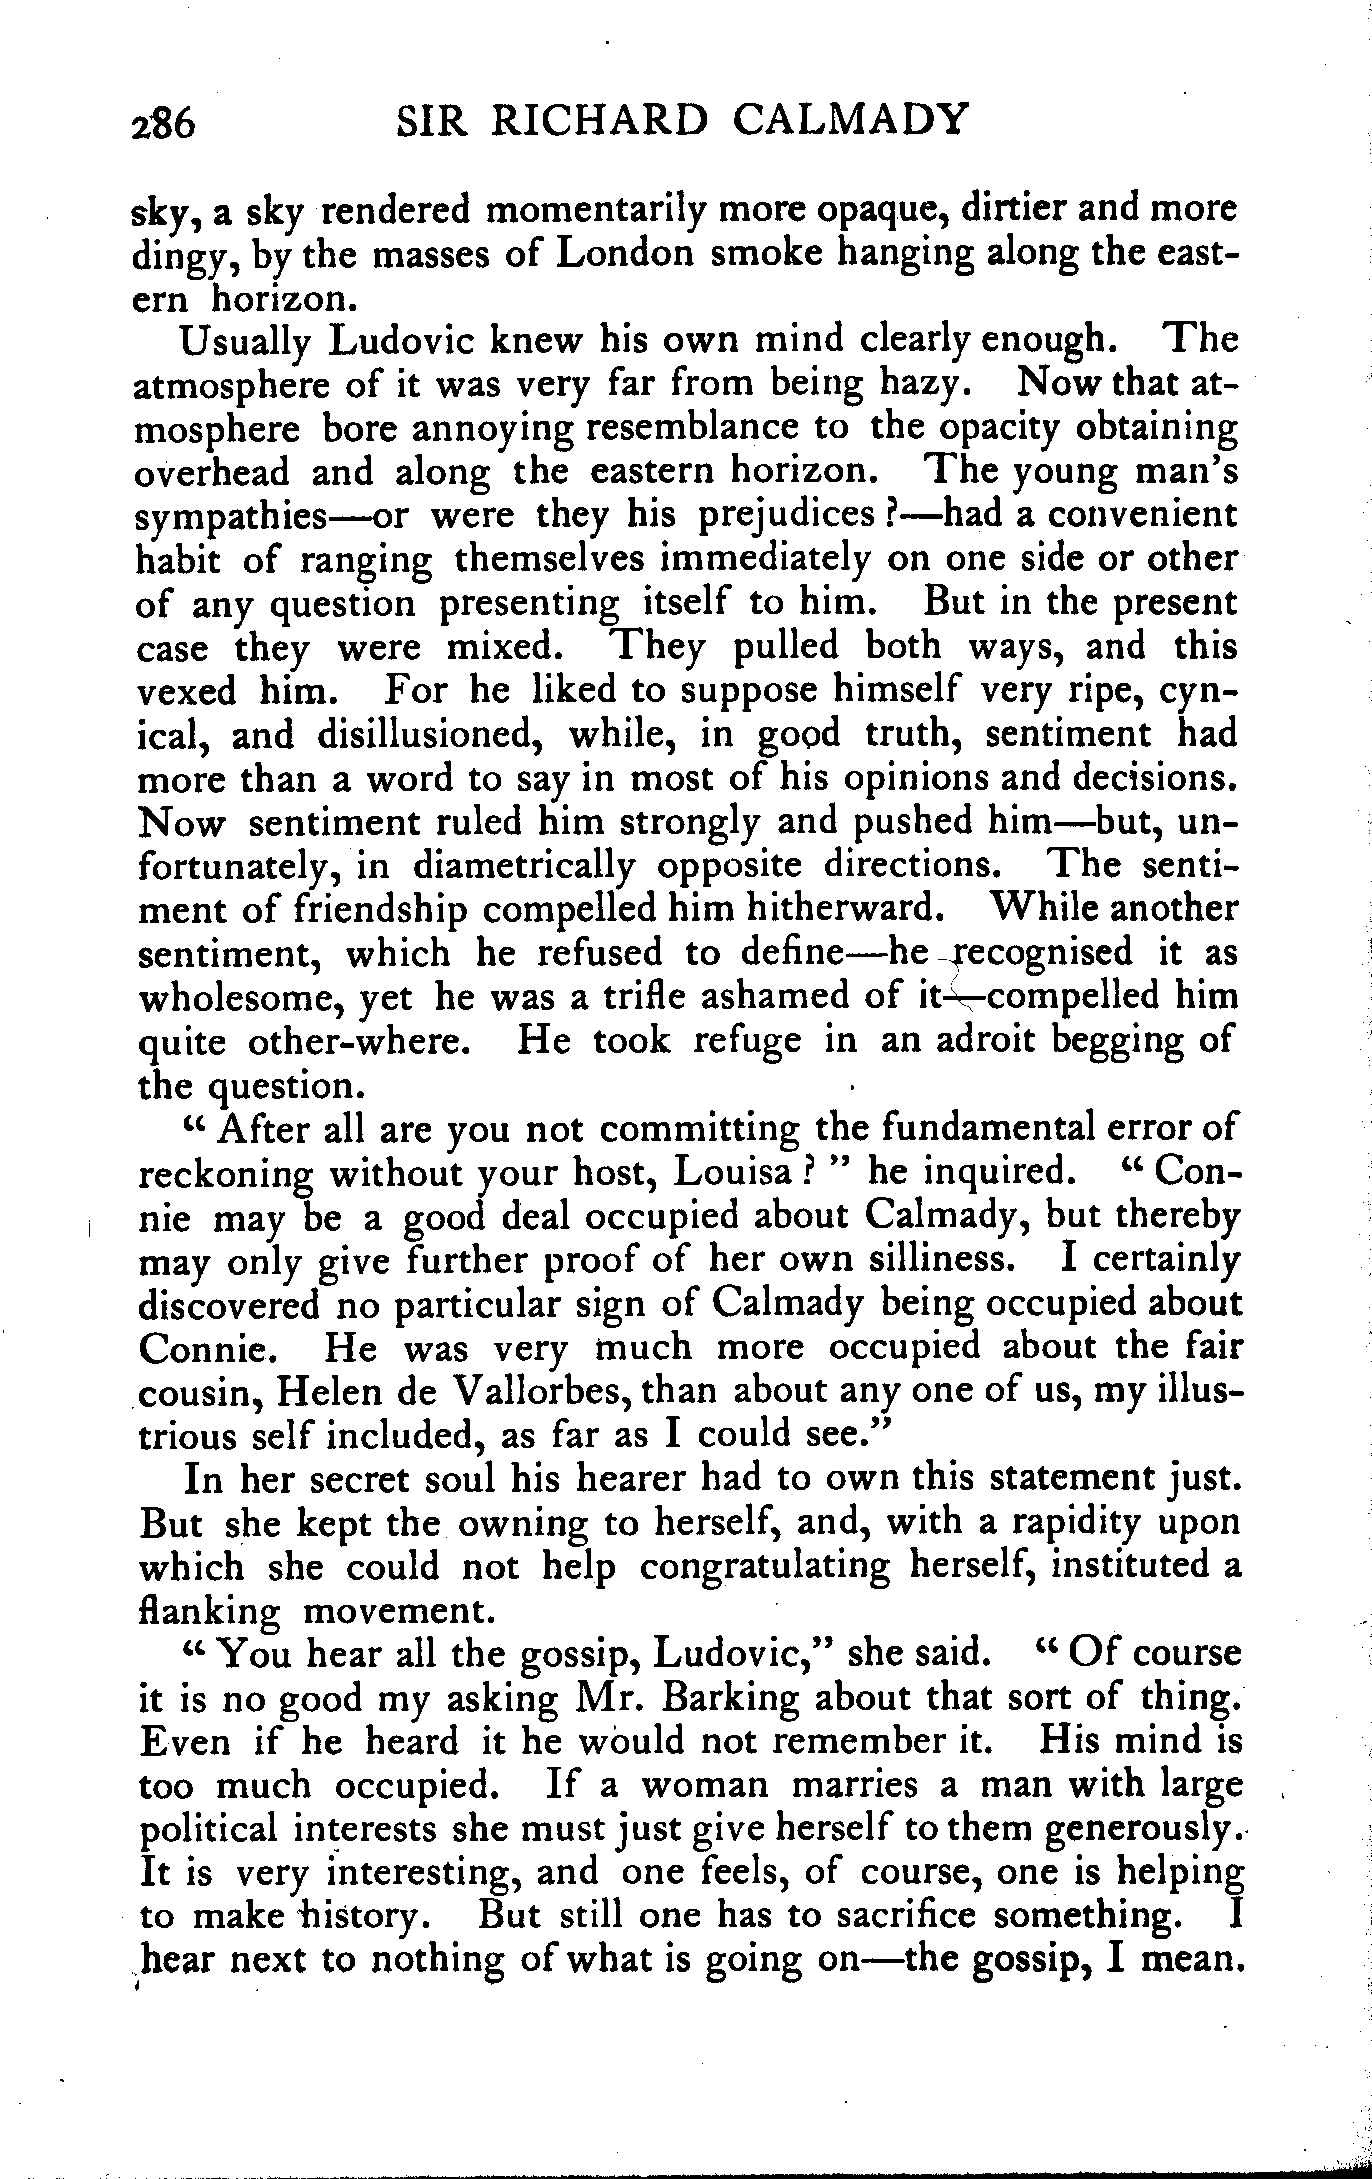 286 SIR RICHARD CALMADY
sky, a sky rendered momentarily more opaque, dirtier and more
dingy, by the masses of London smoke hanging along the east-
ern horizon.
Usually Ludovic knew his own mind clearly enough. The
atmosphere of it was very far from being hazy. Now that at-
mosphere bore annoying resemblance to the opacity obtaining
overhead and along the eastern horizon. The young man's
sympathies—or were they his prejudices?—had a convenient
habit of ranging themselves immediately on one side or other
of any question presenting itself to him. But in the present
case they were mixed. They pulled both ways, and this
vexed him. For he liked to suppose himself very ripe, cyn-
ical, and disillusioned, while, in good truth, sentiment had
more than a word to say in most of his opinions and decisions.
Now sentiment ruled him strongly and pushed him—but, un-
fortunately, in diametrically opposite directions. The senti-
ment of friendship compelled him hitherward. While another
sentiment, which he refused to define—he recognised it as
wholesome, yet he was a trifle ashamed of it—compelled him
quite other-where. He took refuge in an adroit begging of
the question.
"After all are you not committing the fundamental error of
reckoning without your host, Louisa?" he inquired. "Con-
nie may be a good deal occupied about Calmady, but thereby
may only give further proof of her own silliness. I certainly
discovered no particular sign of Calmady being occupied about
Connie. He was very much more occupied about the fair
cousin, Helen de Vallorbes, than about any one of us, my illus-
trious self included, as far as I could see."
In her secret soul his hearer had to own this statement just.
But she kept the owning to herself, and, with a rapidity upon
which she could not help congratulating herself, instituted a
flanking movement.
"You hear all the gossip, Ludovic," she said. "Of course
it is no good my asking Mr. Barking about that sort of thing.
Even if he heard it he would not remember it. His mind is
too much occupied. If a woman marries a man with large
political interests she must just give herself to them generously.
It is very interesting, and one feels, of course, one is helping
to make history. But still one has to sacrifice something. I
hear next to nothing of what is going on—the gossip, I mean.